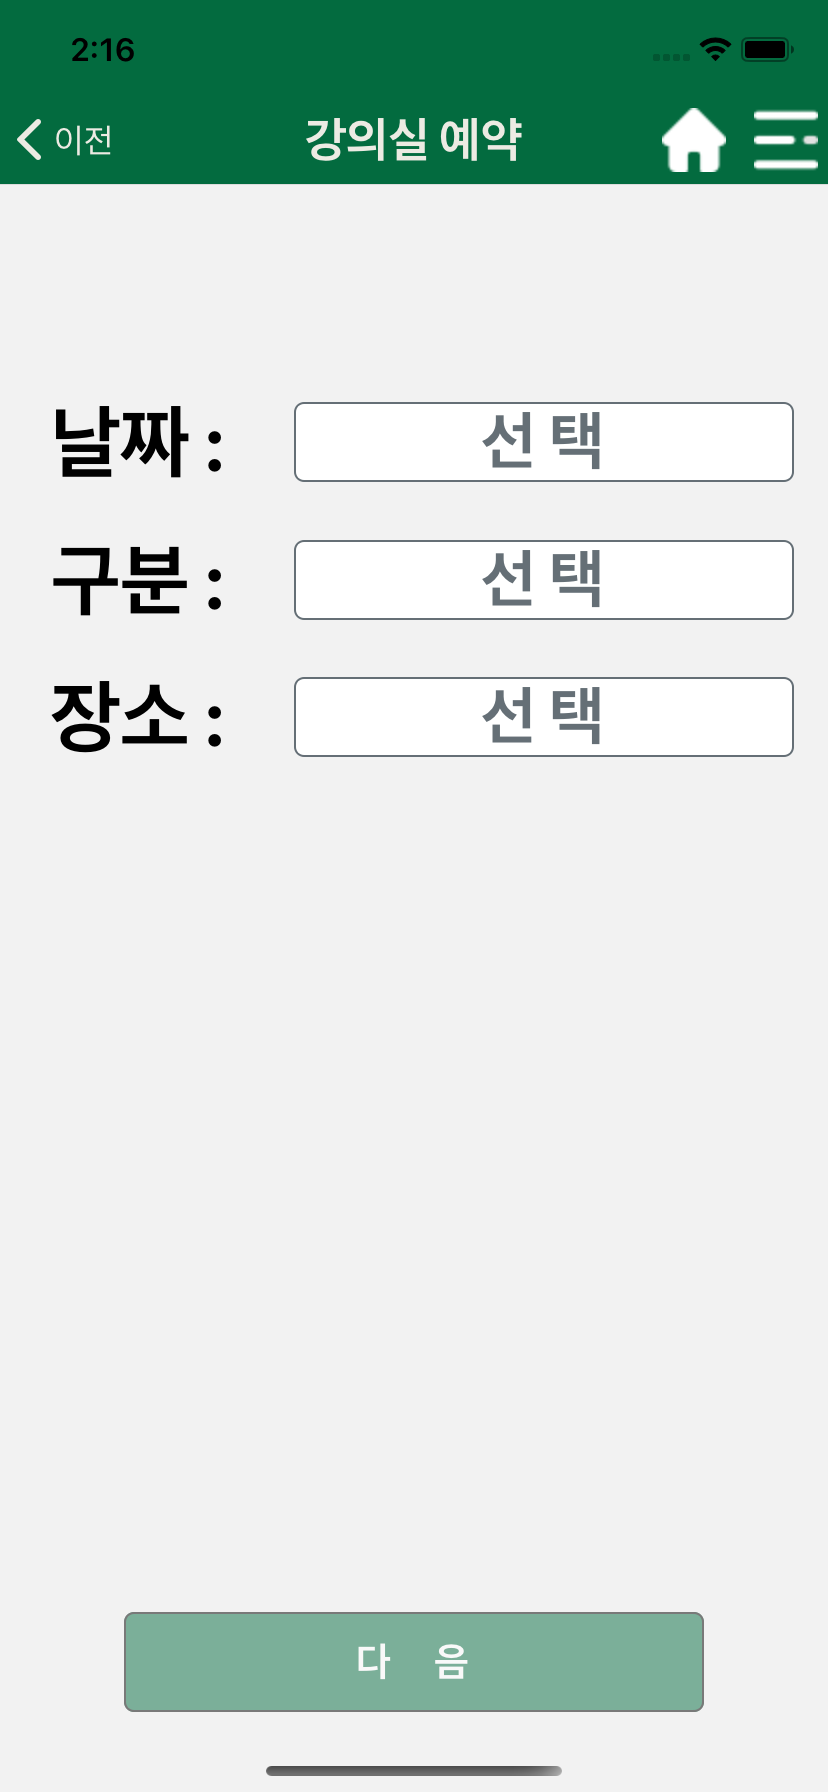 2:16
이전 강의실 예약
날짜 : 선 택
구분 : 선 택
장소 : 선 택
다 음